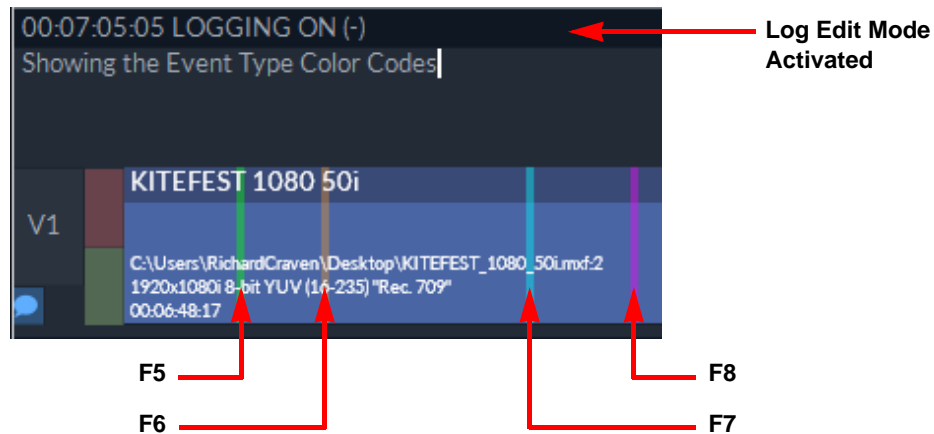 00:07:05:05 LOGGING ON (-)
Log Edit Mode
Activated
Showing the Event Type Color Codes
KITEFEST 1080 50i
V1
C:\Users\RichardCraven\Desktop\KITEFEST_1080_50i.mxf:2
1920x1080i 8-bit YUV (16-235) "Rec. 709"
00:06:48:17
F5
F8
F6
F7